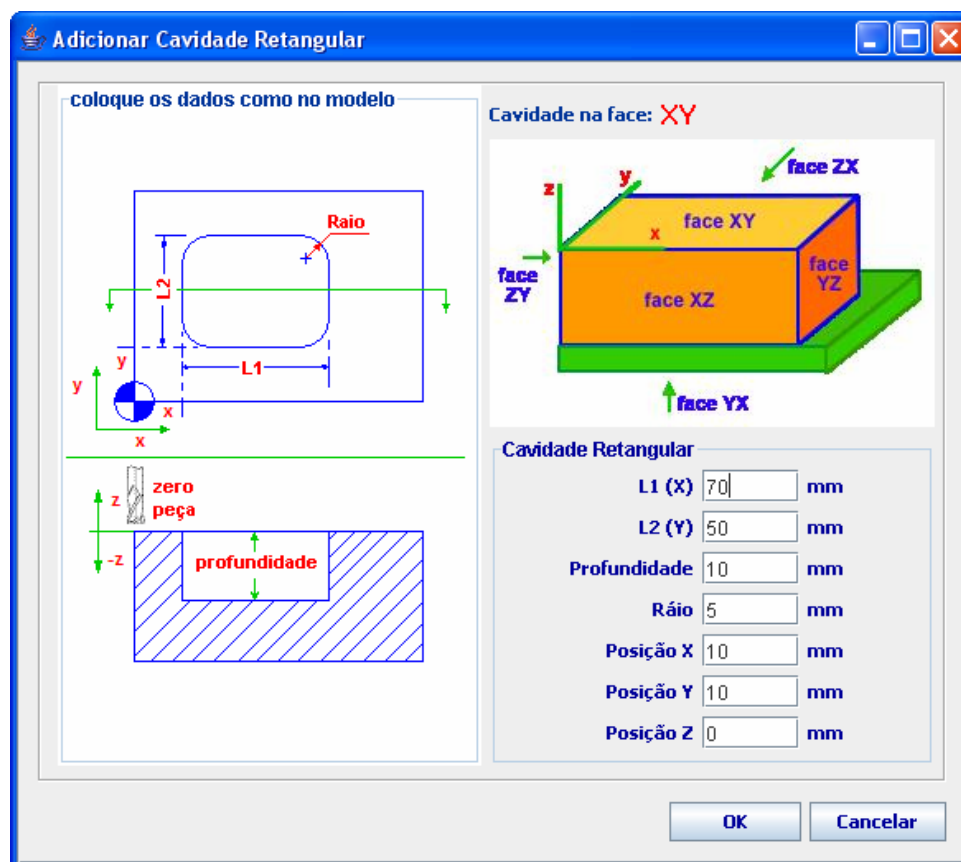 Adicionar Cavidade Retangular
coloque os dados como no modelo
Raio
L2
L1
y
y
x
x
z
-z
zero
peça
profundidade
Cavidade na face: XY
z
y
x
face ZX
face XY
face
ZY
face XZ
face
YZ
face YX
Cavidade Retangular
L1 (X) 70 mm
L2 (Y) 50 mm
Profundidade 10 mm
Ráio 5 mm
Posição X 10 mm
Posição Y 10 mm
Posição Z 0 mm
OK
Cancelar